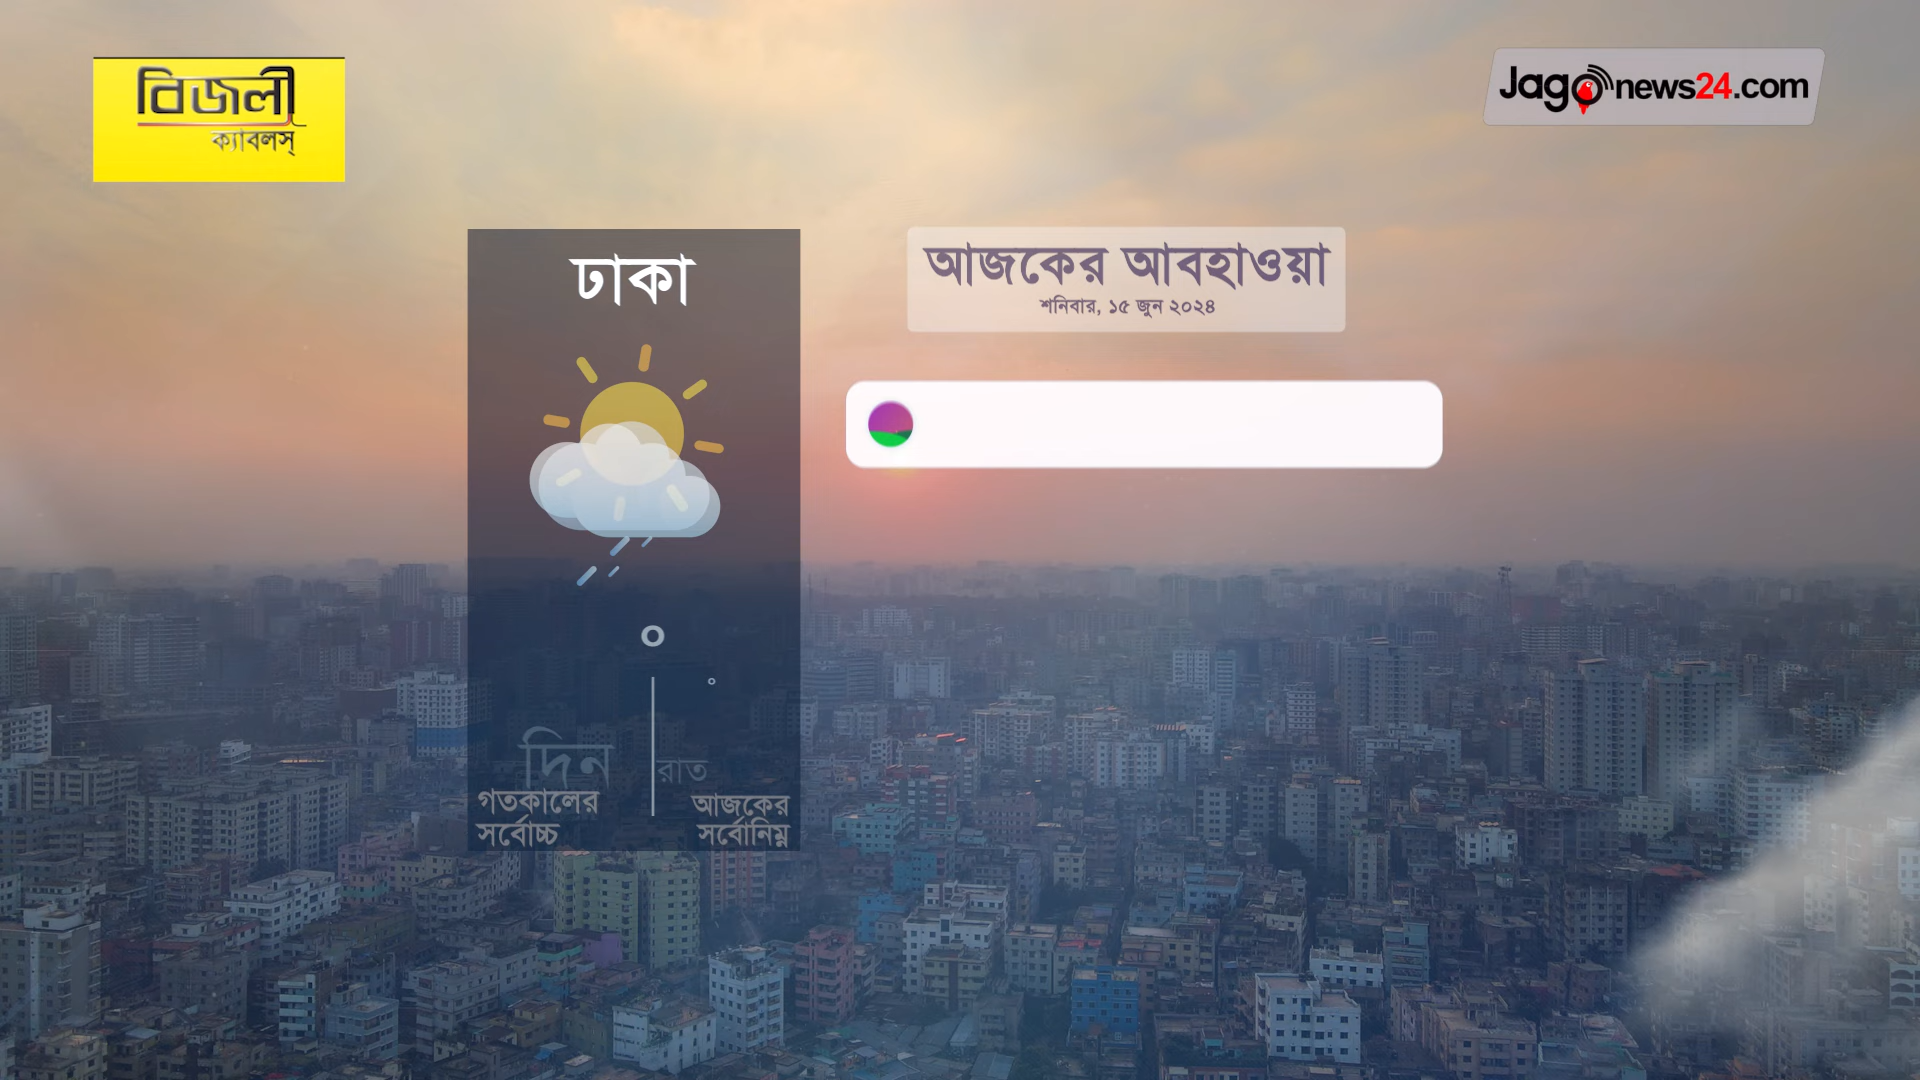 বিজলী
ক্যাবলস্
Jagonews24.com
ঢাকা
আজকের আবহাওয়া
শনিবার, ১৫ জুন ২০২৪
দিন
রাত
গতকালের
সর্বোচ্চ
আজকের
সর্বোনিম্ন